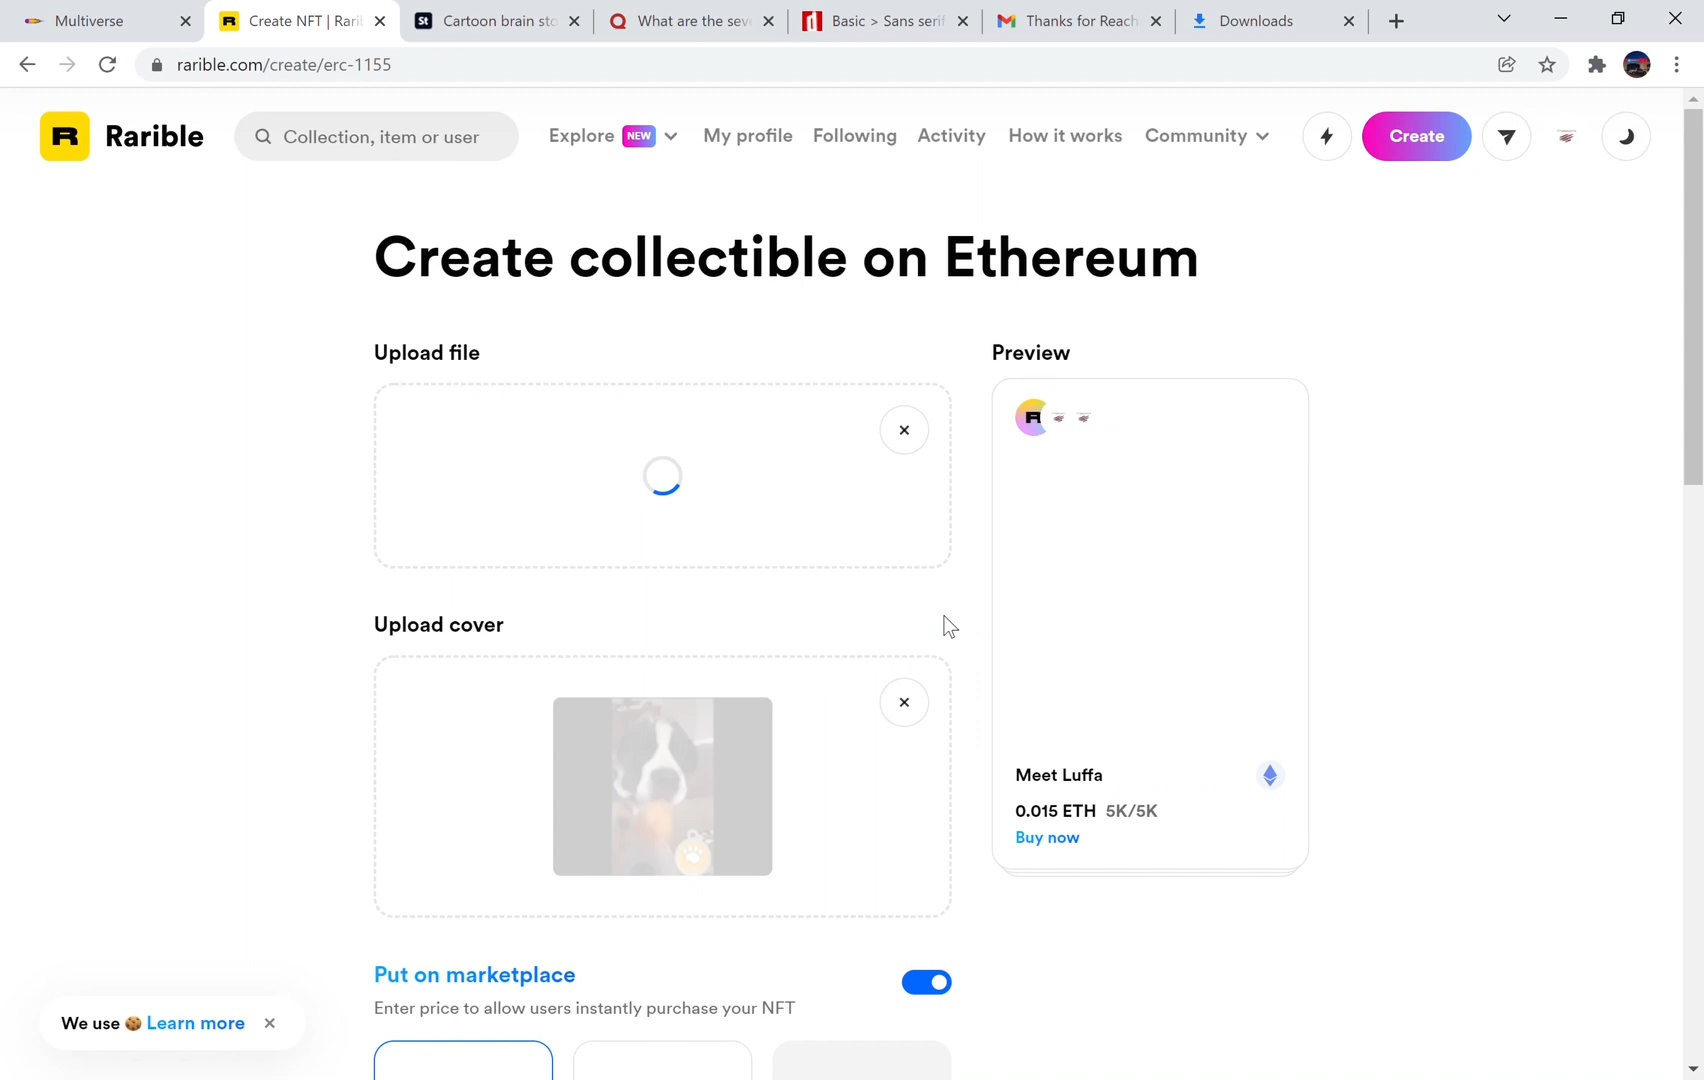 Multiverse
Create NFT | Rari
Cartoon brain sto
What are the seve
Basic > Sans serif
Thanks for Reach
Downloads
rarible.com/create/erc-1155
R Rarible
Collection, item or user
Explore NEW
My profile
Following
Activity
How it works
Community
Create
Create collectible on Ethereum
Upload file
Preview
Upload cover
Meet Luffa
0.015 ETH 5K/5K
Buy now
Put on marketplace
Enter price to allow users instantly purchase your NFT
We use 🍪 Learn more